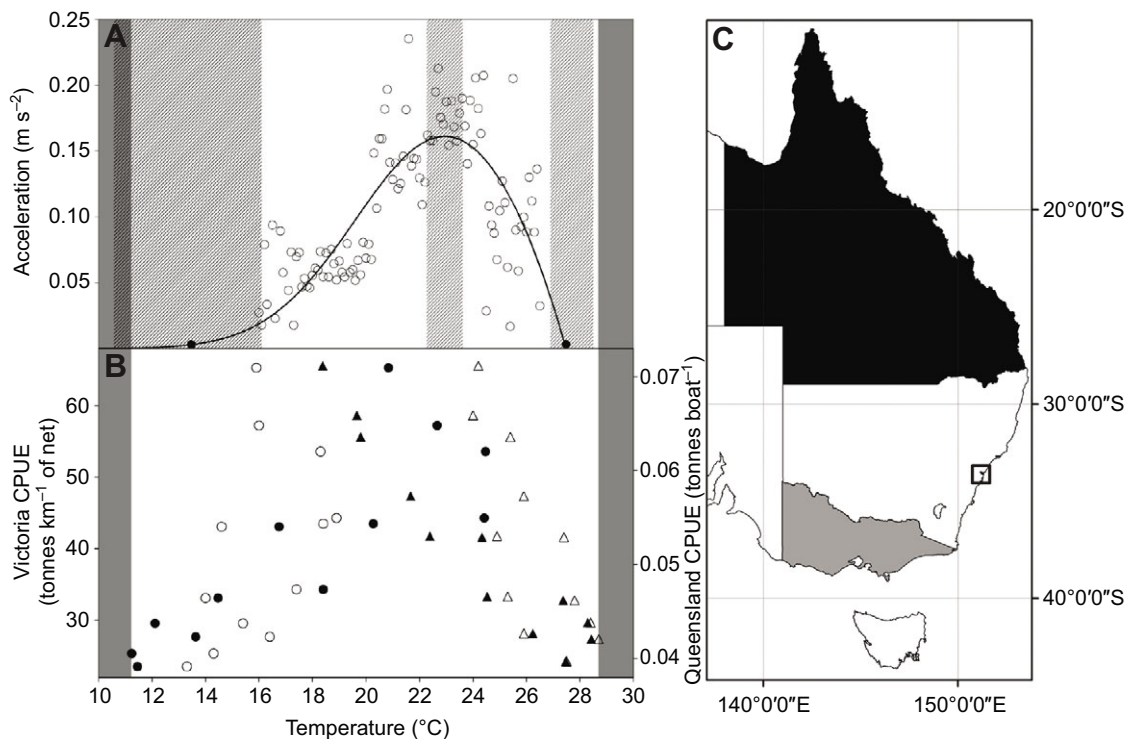 A
0.25
0.20
0.15
0.10
0.05
Acceleration (m s⁻²)
B
60
50
40
30
Victoria CPUE
(tonnes km⁻¹ of net)
0.07
0.06
0.05
0.04
Queensland CPUE (tonnes boat⁻¹)
10 12 14 16 18 20 22 24 26 28 30
Temperature (°C)
C
20°0′0″S
30°0′0″S
40°0′0″S
140°0′0″E 150°0′0″E